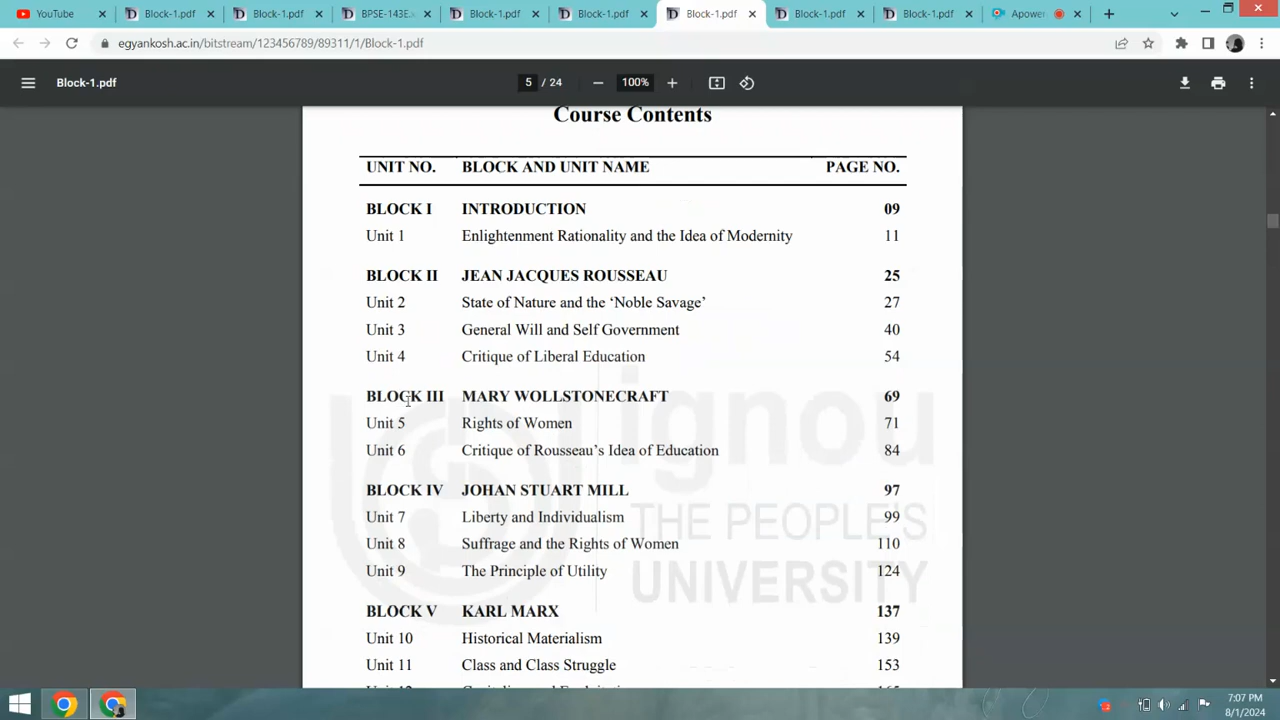 YouTube
Block-1.pdf
Block-1.pdf
BPSE-143Ex
Block-1.pdf
Block-1.pdf
Block-1.pdf
Block-1.pdf
Block-1.pdf
Apower
egyankosh.ac.in/bitstream/123456789/89311/1/Block-1.pdf
Block-1.pdf
5 / 24
100%
Course Contents
UNIT NO. BLOCK AND UNIT NAME PAGE NO.
BLOCK I INTRODUCTION 09
Unit 1 Enlightenment Rationality and the Idea of Modernity 11
BLOCK II JEAN JACQUES ROUSSEAU 25
Unit 2 State of Nature and the ‘Noble Savage’ 27
Unit 3 General Will and Self Government 40
Unit 4 Critique of Liberal Education 54
BLOCK III MARY WOLLSTONECRAFT 69
Unit 5 Rights of Women 71
Unit 6 Critique of Rousseau’s Idea of Education 84
BLOCK IV JOHAN STUART MILL 97
Unit 7 Liberty and Individualism 99
Unit 8 Suffrage and the Rights of Women 110
Unit 9 The Principle of Utility 124
BLOCK V KARL MARX 137
Unit 10 Historical Materialism 139
Unit 11 Class and Class Struggle 153
ignou
THE PEOPLE'S
UNIVERSITY
7:07 PM
8/1/2024